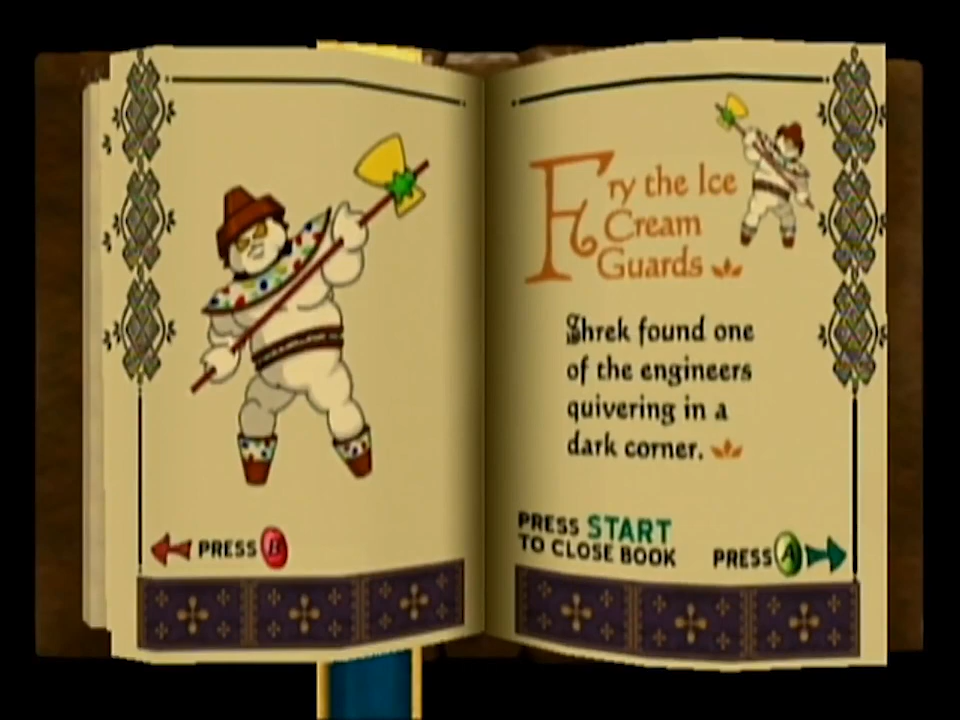 Fry the Ice
Cream
Guards
Shrek found one
of the engineers
quivering in a
dark corner.
PRESS B
PRESS START
TO CLOSE BOOK
PRESS A